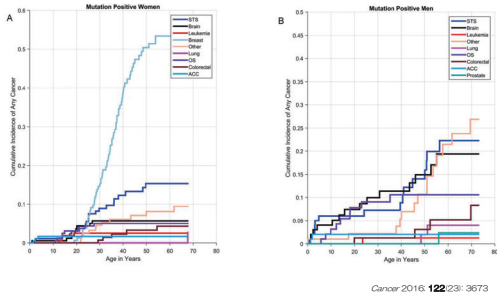 A
Mutation Positive Women
Cumulative Incidence of Any Cancer
0.6
0.5
0.4
0.3
0.2
0.1
0
0 10 20 30 40 50 60 70 80
Age in Years
STS
Brain
Leukemia
Breast
Other
Lung
OS
Colorectal
ACC
B
Mutation Positive Men
Cumulative Incidence of Any Cancer
0.5
0.45
0.4
0.35
0.3
0.25
0.2
0.15
0.1
0.05
0
0 10 20 30 40 50 60 70 80
Age in Years
STS
Brain
Leukemia
Other
Lung
OS
Colorectal
ACC
Prostate
Cancer 2016; 122(23): 3673